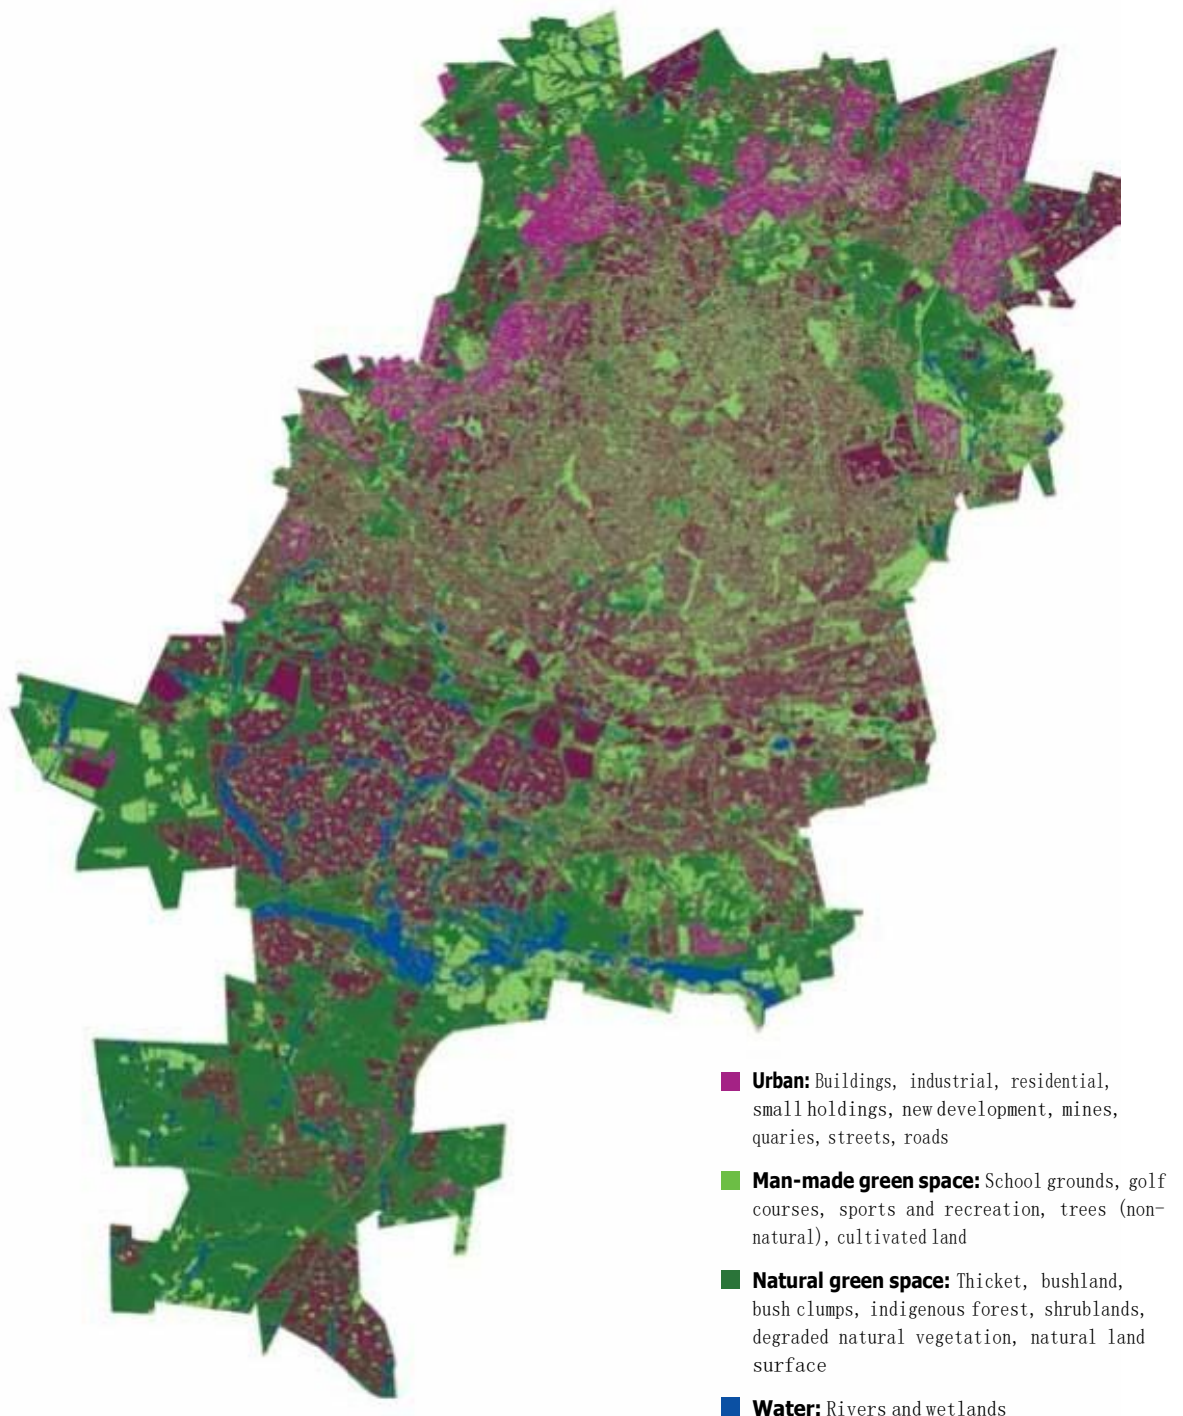 Urban: Buildings, industrial, residential,
small holdings, new development, mines,
quaries, streets, roads
Man-made green space: School grounds, golf
courses, sports and recreation, trees (non-
natural), cultivated land
Natural green space: Thicket, bushland,
bush clumps, indigenous forest, shrublands,
degraded natural vegetation, natural land
surface
Water: Rivers and wetlands